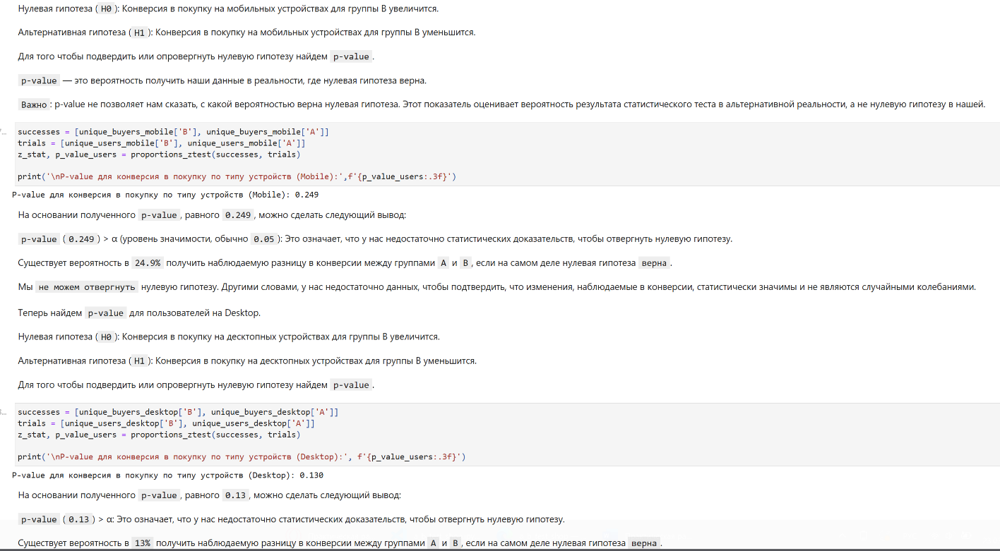 Нулевая гипотеза ( H0 ): Конверсия в покупку на мобильных устройствах для группы B увеличится.
Альтернативная гипотеза ( H1 ): Конверсия в покупку на мобильных устройствах для группы B уменьшится.
Для того чтобы подвердить или опровергнуть нулевую гипотезу найдем p-value .
p-value — это вероятность получить наши данные в реальности, где нулевая гипотеза верна.
Важно : p-value не позволяет нам сказать, с какой вероятностью верна нулевая гипотеза. Этот показатель оценивает вероятность результата статистического теста в альтернативной реальности, а не нулевую гипотезу в нашей.
successes = [unique_buyers_mobile['B'], unique_buyers_mobile['A']]
trials = [unique_users_mobile['B'], unique_users_mobile['A']]
z_stat, p_value_users = proportions_ztest(successes, trials)
print('\nP-value для конверсия в покупку по типу устройств (Mobile):',f'{p_value_users:.3f}')
P-value для конверсия в покупку по типу устройств (Mobile): 0.249
На основании полученного p-value , равного 0.249 , можно сделать следующий вывод:
p-value ( 0.249 ) > α (уровень значимости, обычно 0.05 ): Это означает, что у нас недостаточно статистических доказательств, чтобы отвергнуть нулевую гипотезу.
Существует вероятность в 24.9% получить наблюдаемую разницу в конверсии между группами A и B , если на самом деле нулевая гипотеза верна .
Мы не можем отвергнуть нулевую гипотезу. Другими словами, у нас недостаточно данных, чтобы подтвердить, что изменения, наблюдаемые в конверсии, статистически значимы и не являются случайными колебаниями.
Теперь найдем p-value для пользователей на Desktop.
Нулевая гипотеза ( H0 ): Конверсия в покупку на десктопных устройствах для группы B увеличится.
Альтернативная гипотеза ( H1 ): Конверсия в покупку на десктопных устройствах для группы B уменьшится.
Для того чтобы подвердить или опровергнуть нулевую гипотезу найдем p-value .
successes = [unique_buyers_desktop['B'], unique_buyers_desktop['A']]
trials = [unique_users_desktop['B'], unique_users_desktop['A']]
z_stat, p_value_users = proportions_ztest(successes, trials)
print('\nP-value для конверсия в покупку по типу устройств (Desktop):', f'{p_value_users:.3f}')
P-value для конверсия в покупку по типу устройств (Desktop): 0.130
На основании полученного p-value , равного 0.13 , можно сделать следующий вывод:
p-value ( 0.13 ) > α: Это означает, что у нас недостаточно статистических доказательств, чтобы отвергнуть нулевую гипотезу.
Существует вероятность в 13% получить наблюдаемую разницу в конверсии между группами A и B , если на самом деле нулевая гипотеза верна .